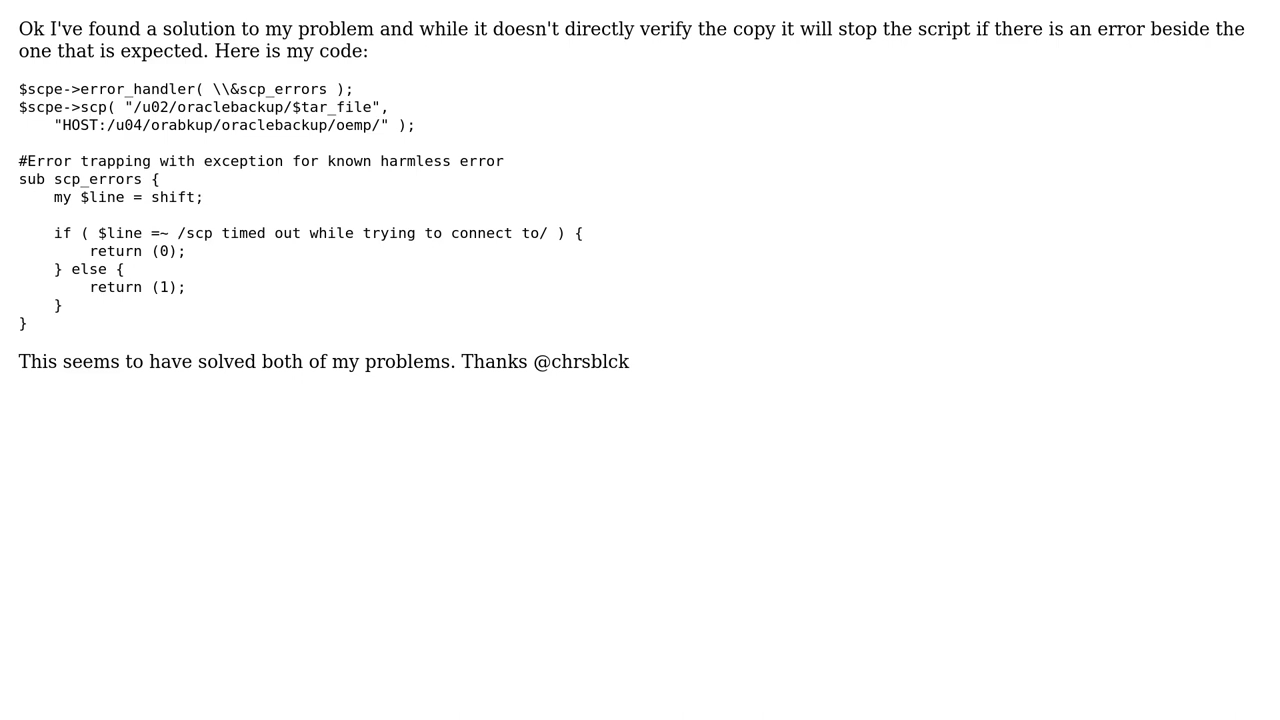 Ok I've found a solution to my problem and while it doesn't directly verify the copy it will stop the script if there is an error beside the
one that is expected. Here is my code:
$scpe->error_handler( \\&scp_errors );
$scpe->scp( "/u02/oraclebackup/$tar_file",
    "HOST:/u04/orabkup/oraclebackup/oemp/" );
#Error trapping with exception for known harmless error
sub scp_errors {
    my $line = shift;
    if ( $line =~ /scp timed out while trying to connect to/ ) {
        return (0);
    } else {
        return (1);
    }
}
This seems to have solved both of my problems. Thanks @chrsblck